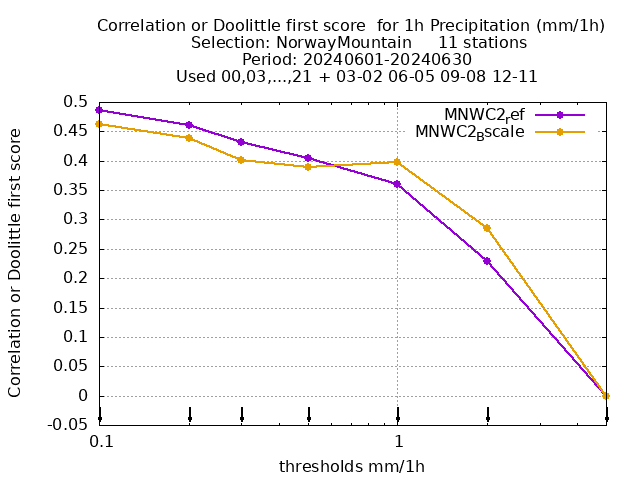 Correlation or Doolittle first score  for 1h Precipitation (mm/1h)
Selection: NorwayMountain     11 stations
Period: 20240601-20240630
Used 00,03,...,21 + 03-02 06-05 09-08 12-11
MNWC2ref
MNWC2Bscale
Correlation or Doolittle first score
0.5
0.45
0.4
0.35
0.3
0.25
0.2
0.15
0.1
0.05
0
-0.05
0.1
1
thresholds mm/1h